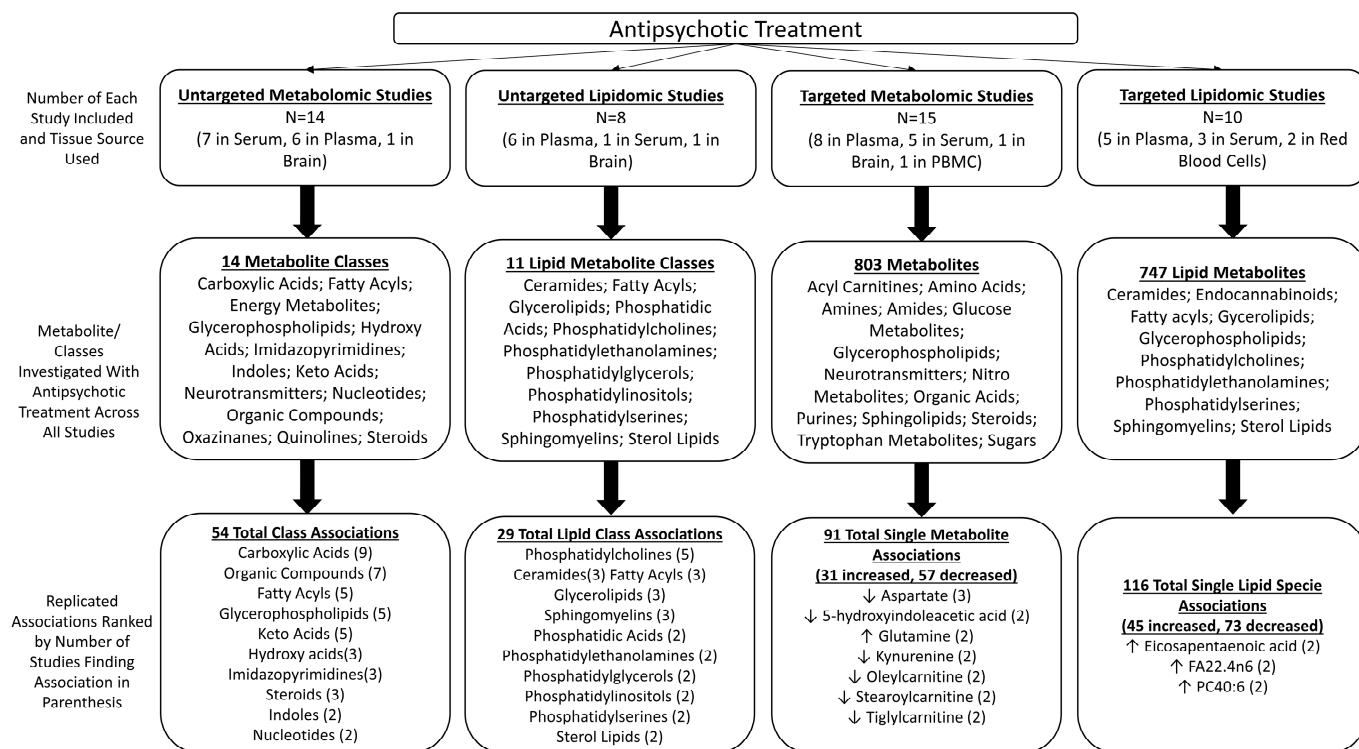 Antipsychotic Treatment
Number of Each
Study Included
and Tissue Source
Used
Untargeted Metabolomic Studies
N=14
(7 in Serum, 6 in Plasma, 1 in
Brain)
Untargeted Lipidomic Studies
N=8
(6 in Plasma, 1 in Serum, 1 in
Brain)
Targeted Metabolomic Studies
N=15
(8 in Plasma, 5 in Serum, 1 in
Brain, 1 in PBMC)
Targeted Lipidomic Studies
N=10
(5 in Plasma, 3 in Serum, 2 in Red
Blood Cells)
Metabolite/
Classes
Investigated With
Antipsychotic
Treatment Across
All Studies
14 Metabolite Classes
Carboxylic Acids; Fatty Acyls;
Energy Metabolites;
Glycerophospholipids; Hydroxy
Acids; Imidazopyrimidines;
Indoles; Keto Acids;
Neurotransmitters; Nucleotides;
Organic Compounds;
Oxazinanes; Quinolines; Steroids
11 Lipid Metabolite Classes
Ceramides; Fatty Acyls;
Glycerolipids; Phosphatidic
Acids; Phosphatidylcholines;
Phosphatidylethanolamines;
Phosphatidylglycerols;
Phosphatidylinositols;
Phosphatidylserines;
Sphingomyelins; Sterol Lipids
803 Metabolites
Acyl Carnitines; Amino Acids;
Amines; Amides; Glucose
Metabolites;
Glycerophospholipids;
Neurotransmitters; Nitro
Metabolites; Organic Acids;
Purines; Sphingolipids; Steroids;
Tryptophan Metabolites; Sugars
747 Lipid Metabolites
Ceramides; Endocannabinoids;
Fatty acyls; Gycerolipids;
Glycerophospholipids;
Phosphatidylcholines;
Phosphatidylethanolamines;
Phosphatidylserines;
Sphingomyelins; Sterol Lipids
Replicated
Associations Ranked
by Number of
Studies Finding
Association in
Parenthesis
54 Total Class Associations
Carboxylic Acids (9)
Organic Compounds (7)
Fatty Acyls (5)
Glycerophospholipids (5)
Keto Acids (5)
Hydroxy acids(3)
Imidazopyrimidines(3)
Steroids (3)
Indoles (2)
Nucleotides (2)
29 Total Lipid Class Associations
Phosphatidylcholines (5)
Ceramides(3) Fatty Acyls (3)
Glycerolipids (3)
Sphingomyelins (3)
Phosphatidic Acids (2)
Phosphatidylethanolamines (2)
Phosphatidylglycerols (2)
Phosphatidylinositols (2)
Phosphatidylserines (2)
Sterol Lipids (2)
91 Total Single Metabolite
Associations
(31 increased, 57 decreased)
↓ Aspartate (3)
↓ 5-hydroxyindoleacetic acid (2)
↑ Glutamine (2)
↓ Kynurenine (2)
↓ Oleylcarnitine (2)
↓ Stearoylcarnitine (2)
↓ Tiglylcarnitine (2)
116 Total Single Lipid Specie
Associations
(45 increased, 73 decreased)
↑ Eicosapentaenoic acid (2)
↑ FA22.4n6 (2)
↑ PC40:6 (2)